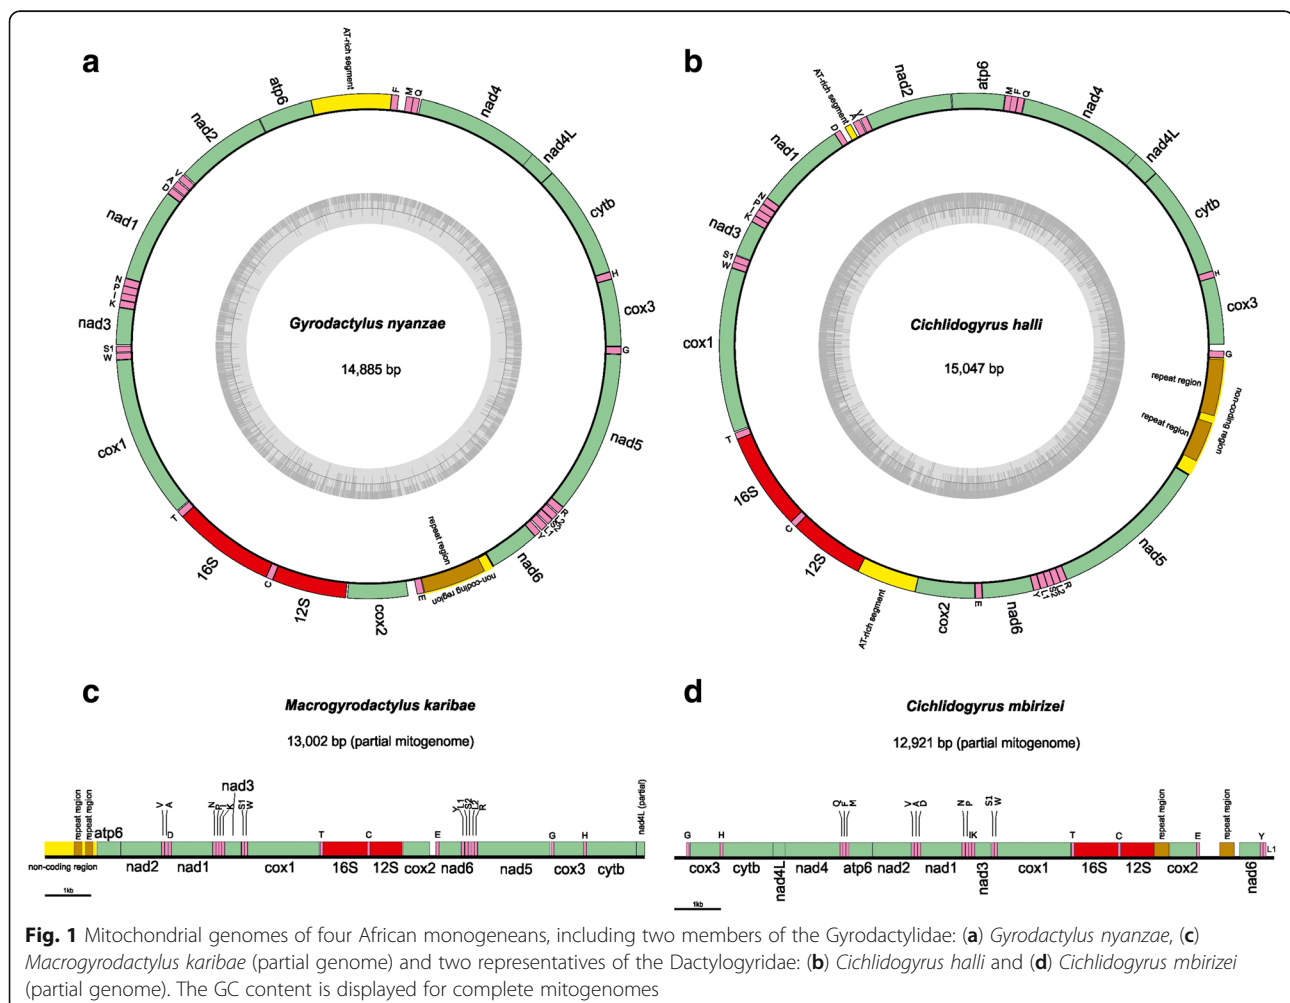 a
AT-rich segment
F
M
Q
nad4
nad4L
cytb
H
cox3
G
nad5
R
L2
S2
L1
Y
nad6
non-coding region
repeat region
E
cox2
12S
C
16S
T
cox1
W
S1
nad3
K
I
P
N
nad1
D
A
V
nad2
atp6
Gyrodactylus nyanzae
14,885 bp
b
AT-rich segment
V
A
nad2
atp6
M
F
Q
nad4
nad4L
cytb
H
cox3
G
repeat region
non-coding region
repeat region
nad5
R
L2
S2
L1
Y
nad6
E
cox2
AT-rich segment
12S
C
16S
T
cox1
W
S1
nad3
K
I
P
N
nad1
D
Cichlidogyrus halli
15,047 bp
c
Macrogyrodactylus karibae
13,002 bp (partial mitogenome)
non-coding region
repeat region
repeat region
atp6
nad2
V
A
D
nad1
N
P
I
K
nad3
S1
W
cox1
T
16S
C
12S
cox2
E
nad6
Y
L1
S2
L2
R
nad5
G
cox3
H
cytb
nad4L (partial)
1kb
d
Cichlidogyrus mbirizei
12,921 bp (partial mitogenome)
G
cox3
H
cytb
nad4L
nad4
Q
F
M
atp6
nad2
V
A
D
nad1
N
P
IK
nad3
S1
W
cox1
T
16S
C
12S
repeat region
cox2
E
repeat region
nad6
Y
L1
1kb
Fig. 1 Mitochondrial genomes of four African monogeneans, including two members of the Gyrodactylidae: (a) Gyrodactylus nyanzae, (c)
Macrogyrodactylus karibae (partial genome) and two representatives of the Dactylogyridae: (b) Cichlidogyrus halli and (d) Cichlidogyrus mbirizei
(partial genome). The GC content is displayed for complete mitogenomes